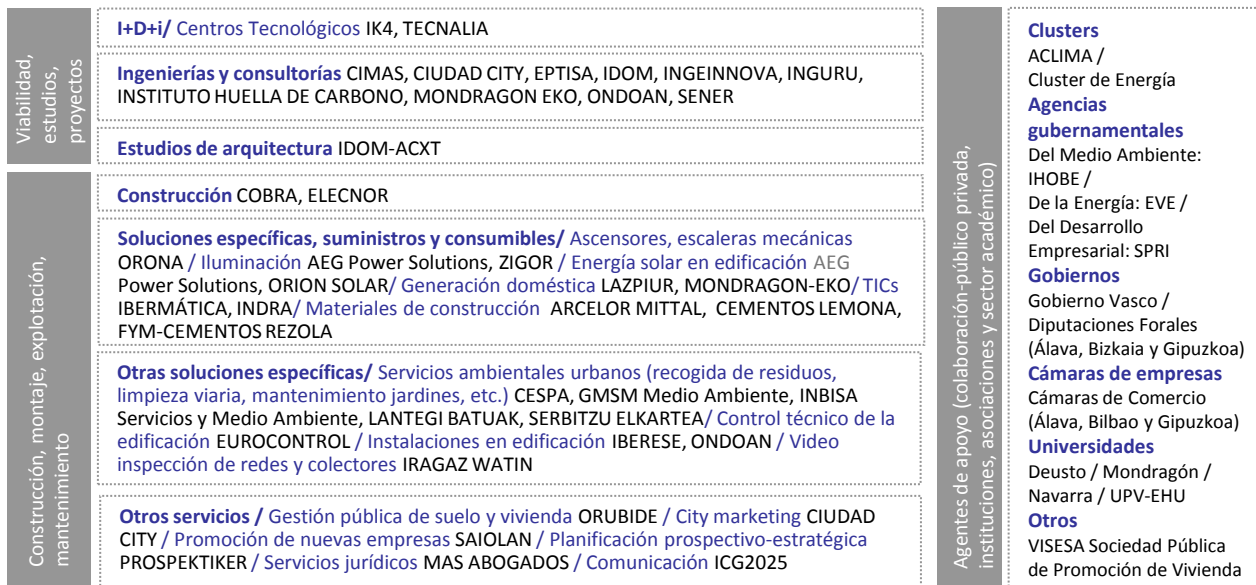 Viabilidad,
estudios,
proyectos
I+D+i/ Centros Tecnológicos IK4, TECNALIA
Ingenierías y consultorías CIMAS, CIUDAD CITY, EPTISA, IDOM, INGEINNOVA, INGURU,
INSTITUTO HUELLA DE CARBONO, MONDRAGON EKO, ONDOAN, SENER
Estudios de arquitectura IDOM-ACXT
Construcción, montaje, explotación,
mantenimiento
Construcción COBRA, ELECNOR
Soluciones específicas, suministros y consumibles/ Ascensores, escaleras mecánicas
ORONA / Iluminación AEG Power Solutions, ZIGOR / Energía solar en edificación AEG
Power Solutions, ORION SOLAR/ Generación doméstica LAZPIUR, MONDRAGON-EKO/ TICs
IBERMÁTICA, INDRA/ Materiales de construcción ARCELOR MITTAL, CEMENTOS LEMONA,
FYM-CEMENTOS REZOLA
Otras soluciones específicas/ Servicios ambientales urbanos (recogida de residuos,
limpieza viaria, mantenimiento jardines, etc.) CESPA, GMSM Medio Ambiente, INBISA
Servicios y Medio Ambiente, LANTEGI BATUAK, SERBITZU ELKARTEA/ Control técnico de la
edificación EUROCONTROL / Instalaciones en edificación IBERESE, ONDOAN / Video
inspección de redes y colectores IRAGAZ WATIN
Otros servicios / Gestión pública de suelo y vivienda ORUBIDE / City marketing CIUDAD
CITY / Promoción de nuevas empresas SAIOLAN / Planificación prospectivo-estratégica
PROSPEKTIKER / Servicios jurídicos MAS ABOGADOS / Comunicación ICG2025
Agentes de apoyo (colaboración-público privada,
instituciones, asociaciones y sector académico)
Clusters
ACLIMA /
Cluster de Energía
Agencias
gubernamentales
Del Medio Ambiente:
IHOBE /
De la Energía: EVE /
Del Desarrollo
Empresarial: SPRI
Gobiernos
Gobierno Vasco /
Diputaciones Forales
(Álava, Bizkaia y Gipuzkoa)
Cámaras de empresas
Cámaras de Comercio
(Álava, Bilbao y Gipuzkoa)
Universidades
Deusto / Mondragón /
Navarra / UPV-EHU
Otros
VISESA Sociedad Pública
de Promoción de Vivienda